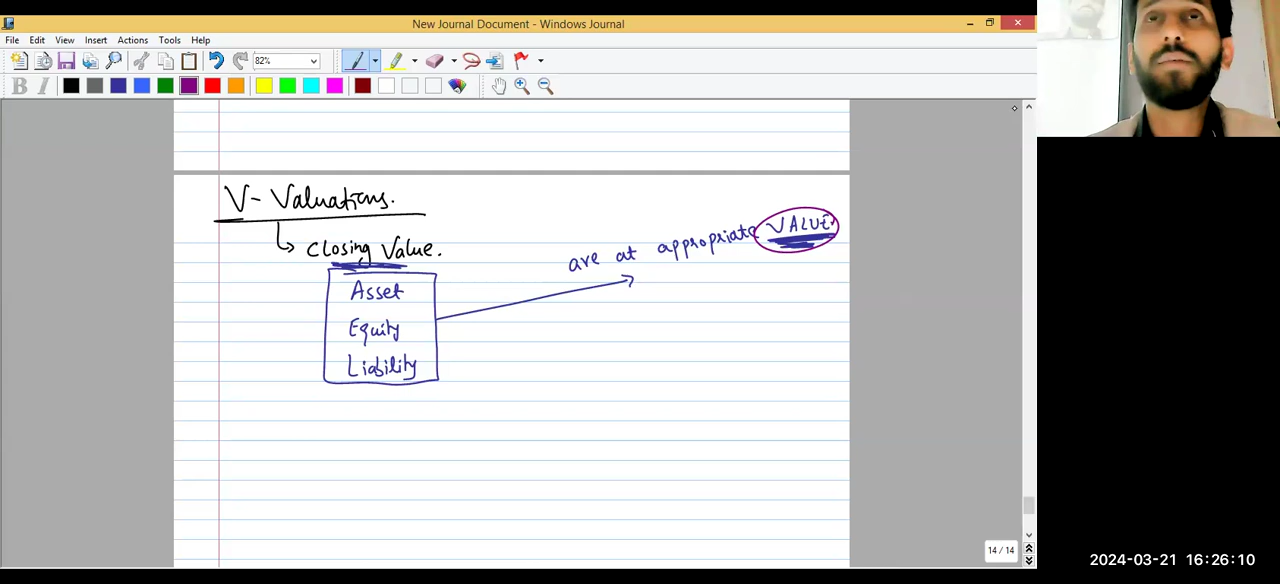 New Journal Document - Windows Journal
File Edit View Insert Actions Tools Help
82%
B I
V- Valuations.
Closing Value.
are at appropriate VALUE.
Asset
Equity
Liability
14 / 14
2024-03-21 16:26:10